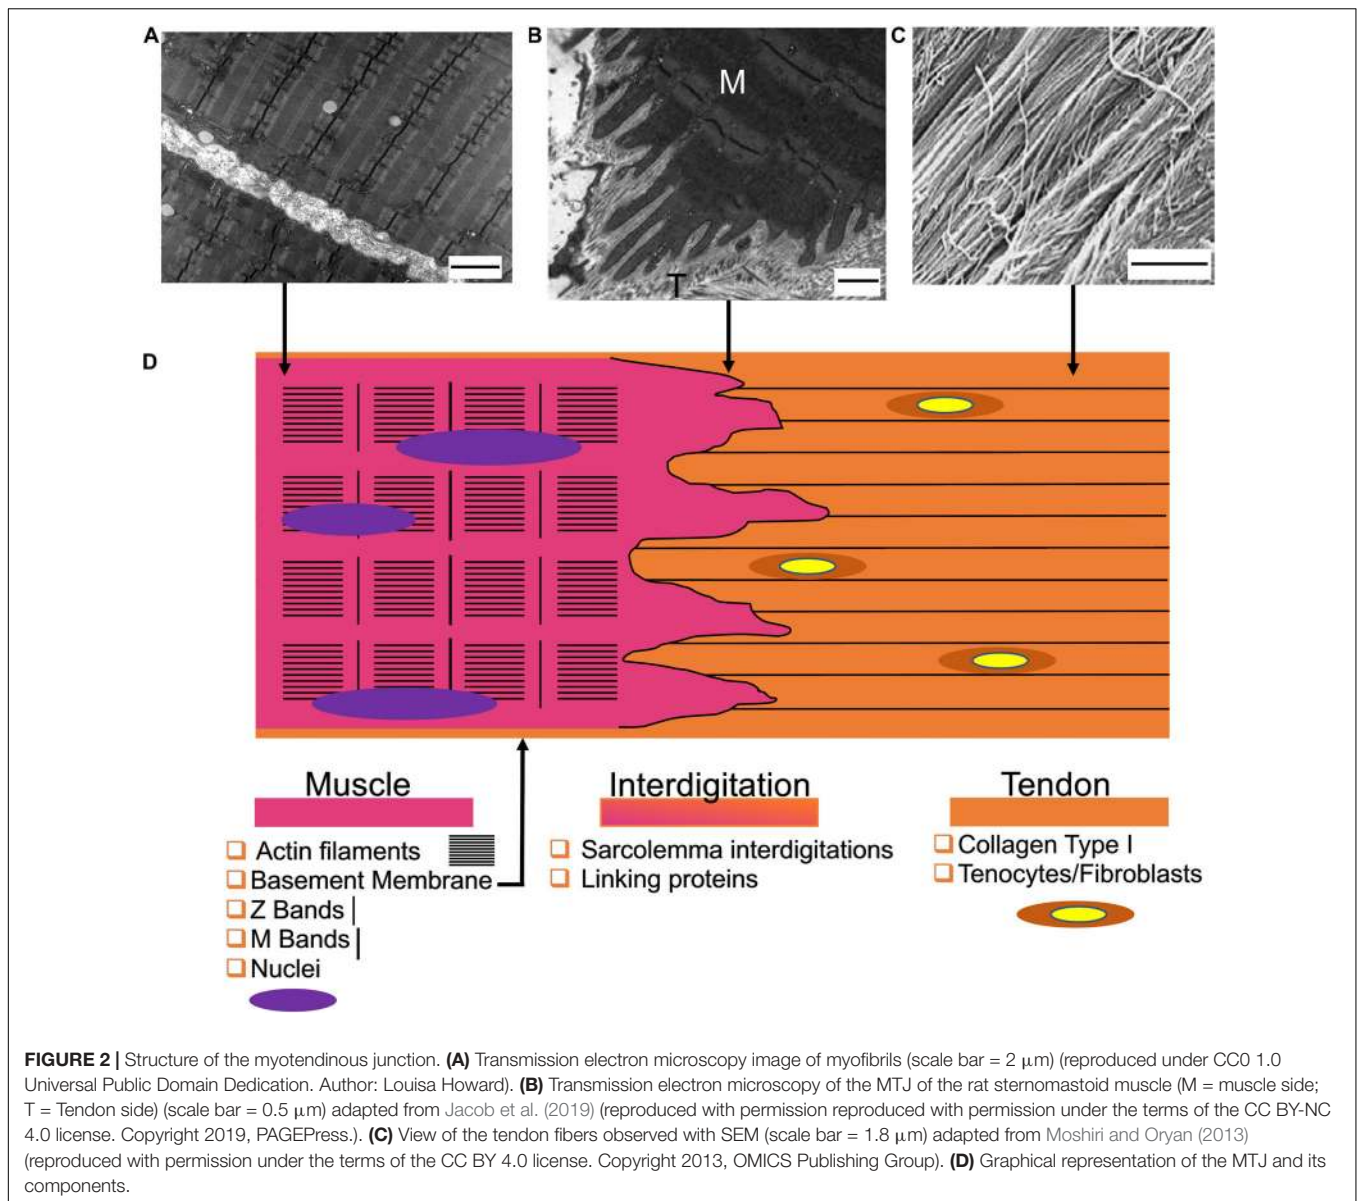 A
B
C
M
T
D
Muscle
Interdigitation
Tendon
Actin filaments
Basement Membrane
Z Bands
M Bands
Nuclei
Sarcolemma interdigitations
Linking proteins
Collagen Type I
Tenocytes/Fibroblasts
FIGURE 2 | Structure of the myotendinous junction. (A) Transmission electron microscopy image of myofibrils (scale bar = 2 μm) (reproduced under CC0 1.0
Universal Public Domain Dedication. Author: Louisa Howard). (B) Transmission electron microscopy of the MTJ of the rat sternomastoid muscle (M = muscle side;
T = Tendon side) (scale bar = 0.5 μm) adapted from Jacob et al. (2019) (reproduced with permission reproduced with permission under the terms of the CC BY-NC
4.0 license. Copyright 2019, PAGEPress.). (C) View of the tendon fibers observed with SEM (scale bar = 1.8 μm) adapted from Moshiri and Oryan (2013)
(reproduced with permission under the terms of the CC BY 4.0 license. Copyright 2013, OMICS Publishing Group). (D) Graphical representation of the MTJ and its
components.